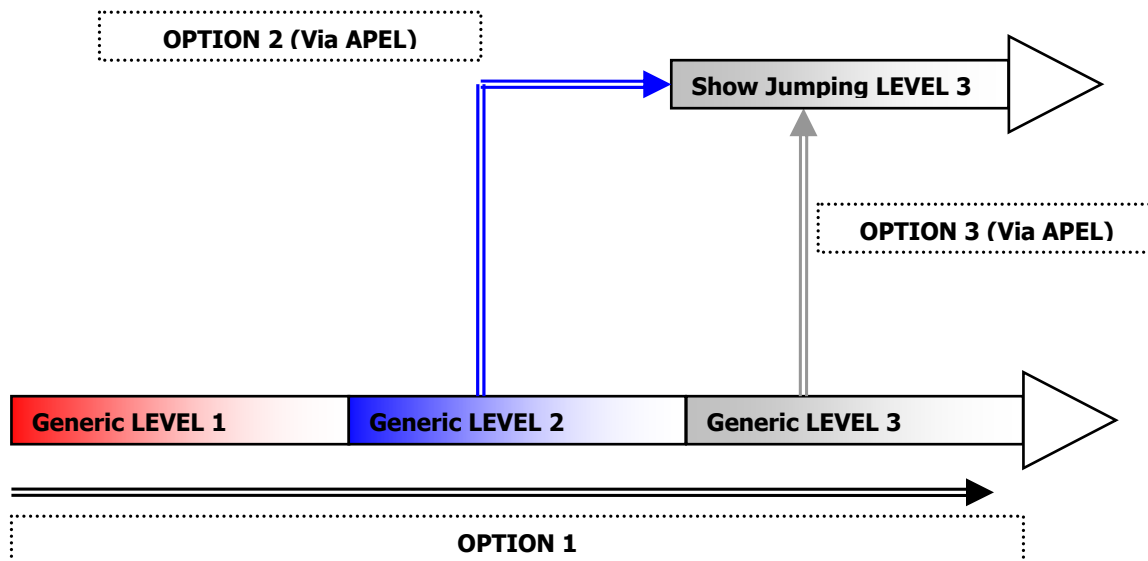 OPTION 2 (Via APEL)
Show Jumping LEVEL 3
OPTION 3 (Via APEL)
Generic LEVEL 1
Generic LEVEL 2
Generic LEVEL 3
OPTION 1